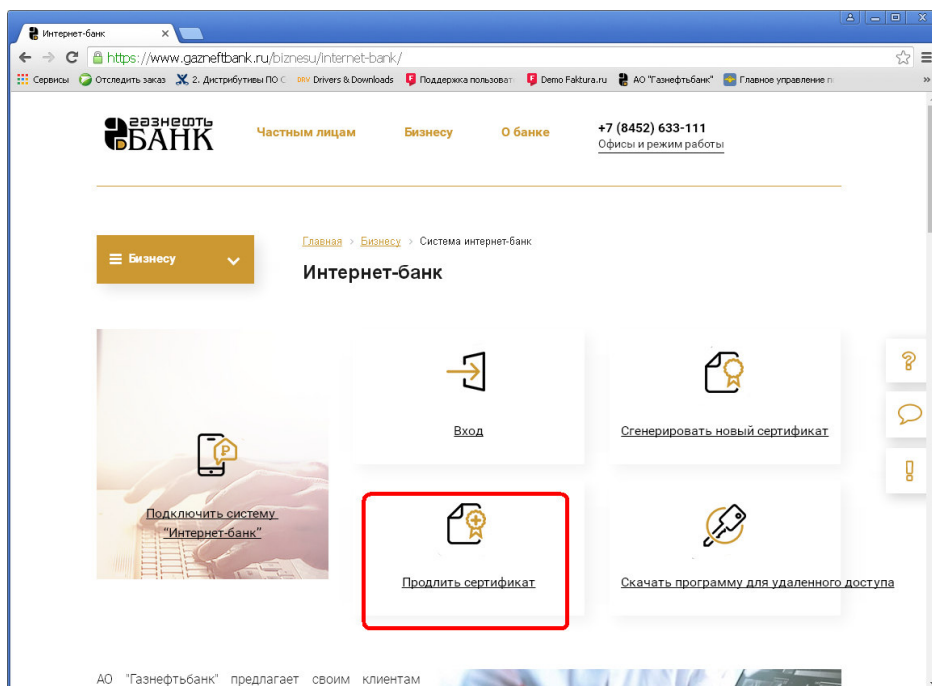 Интернет-банк
https://www.gazneftbank.ru/biznesu/internet-bank/
Сервисы Отследить заказ 2. Дистрибутивы ПО С DRV Drivers & Downloads Поддержка пользоват Demo Faktura.ru АО "Газнефтьбанк" Главное управление п »
газнефть
БАНК
Частным лицам Бизнесу О банке +7 (8452) 633-111
Офисы и режим работы
Главная > Бизнесу > Система интернет-банк
Бизнесу
Интернет-банк
Вход
Сгенерировать новый сертификат
Подключить систему
"Интернет-банк"
Продлить сертификат
Скачать программу для удаленного доступа
АО "Газнефтьбанк" предлагает своим клиентам